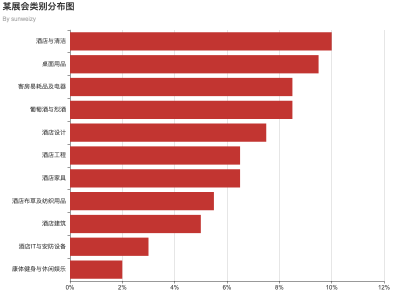 某展会类别分布图
By sunweizy
酒店与清洁
桌面用品
客房易耗品及电器
葡萄酒与烈酒
酒店设计
酒店工程
酒店家具
酒店布草及纺织用品
酒店建筑
酒店IT与安防设备
康体健身与休闲娱乐
0%
2%
4%
6%
8%
10%
12%